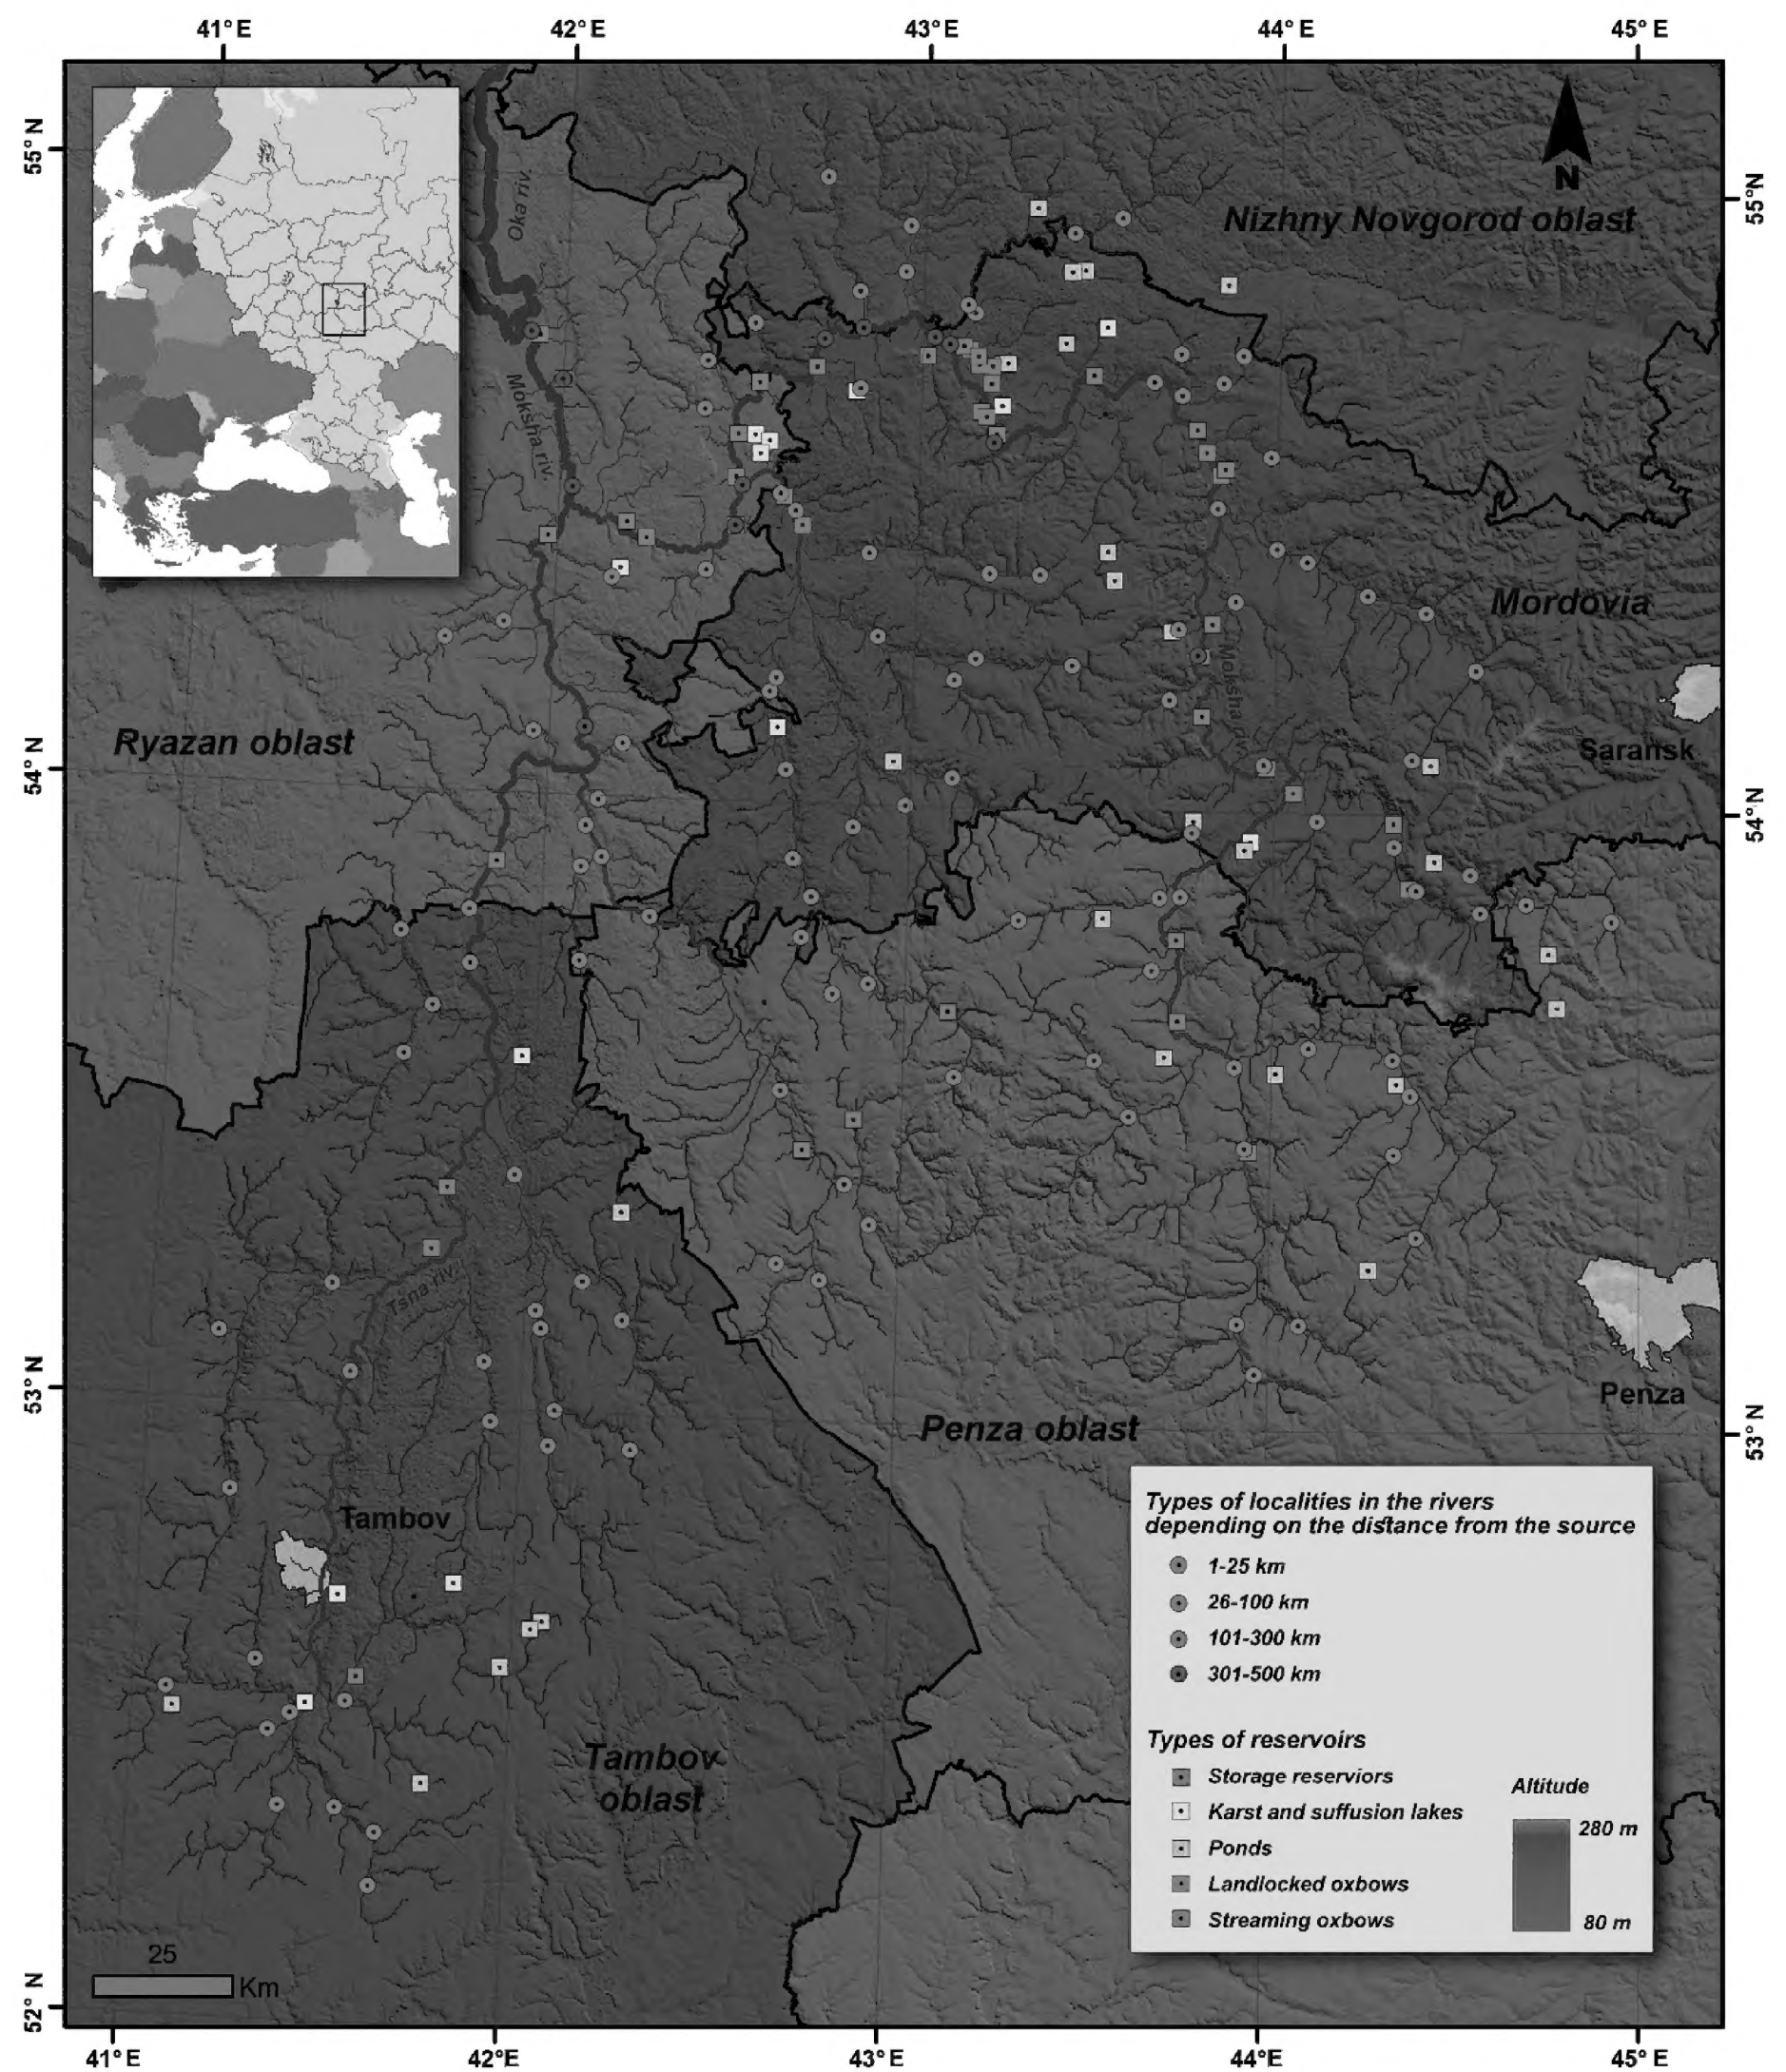 41° E
42° E
43° E
44° E
45° E
55° N
55° N
N
Oka riv.
Nizhny Novgorod oblast
Moksha riv.
Mordovia
Moksha riv.
Ryazan oblast
Saransk
54° N
54° N
Tsna riv.
53° N
Penza
Penza oblast
53° N
Tambov
Types of localities in the rivers
depending on the distance from the source
1-25 km
26-100 km
101-300 km
301-500 km
Types of reservoirs
Storage reserviors
Karst and suffusion lakes
Ponds
Landlocked oxbows
Streaming oxbows
Altitude
280 m
80 m
Tambov
oblast
25
Km
52° N
41° E
42° E
43° E
44° E
45° E